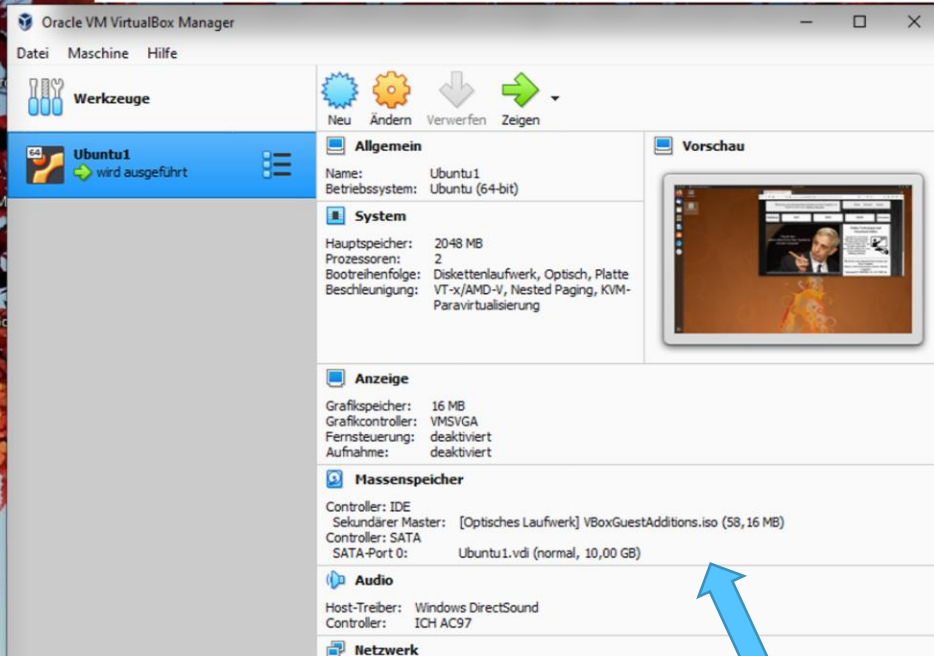 Oracle VM VirtualBox Manager
Datei Maschine Hilfe
Werkzeuge
Neu Ändern Verwerfen Zeigen
64
Ubuntu1
wird ausgeführt
Allgemein
Name: Ubuntu1
Betriebssystem: Ubuntu (64-bit)
Vorschau
System
Hauptspeicher: 2048 MB
Prozessoren: 2
Bootreihenfolge: Diskettenlaufwerk, Optisch, Platte
Beschleunigung: VT-x/AMD-V, Nested Paging, KVM-
Paravirtualisierung
Anzeige
Grafikspeicher: 16 MB
Grafikcontroller: VMSVGA
Fernsteuerung: deaktiviert
Aufnahme: deaktiviert
Massenspeicher
Controller: IDE
Sekundärer Master: [Optisches Laufwerk] VBoxGuestAdditions.iso (58,16 MB)
Controller: SATA
SATA-Port 0: Ubuntu1.vdi (normal, 10,00 GB)
Audio
Host-Treiber: Windows DirectSound
Controller: ICH AC97
Netzwerk